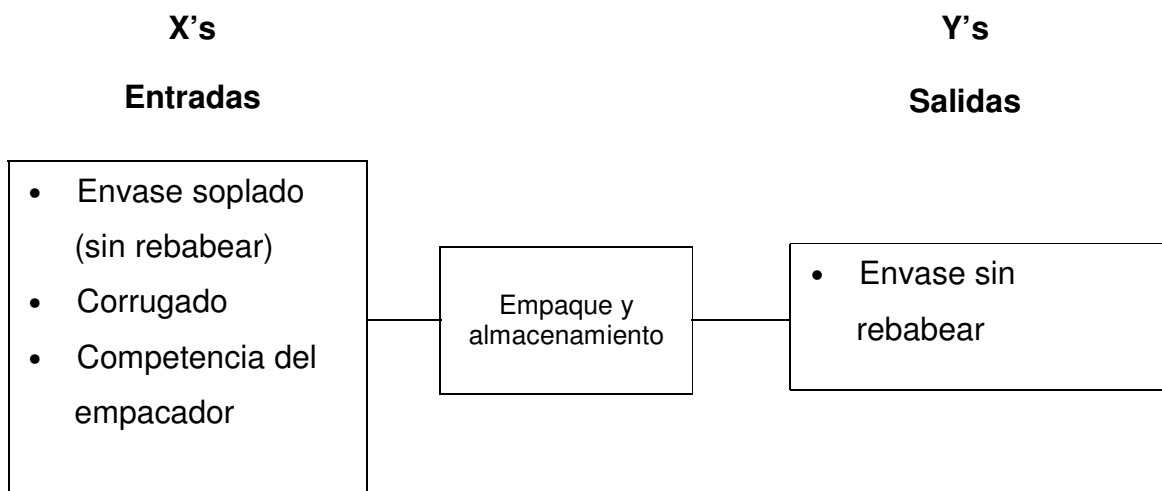 X’s
Entradas
Y’s
Salidas
• Envase soplado
(sin rebabear)
• Corrugado
• Competencia del
empacador
Empaque y
almacenamiento
• Envase sin
rebabear